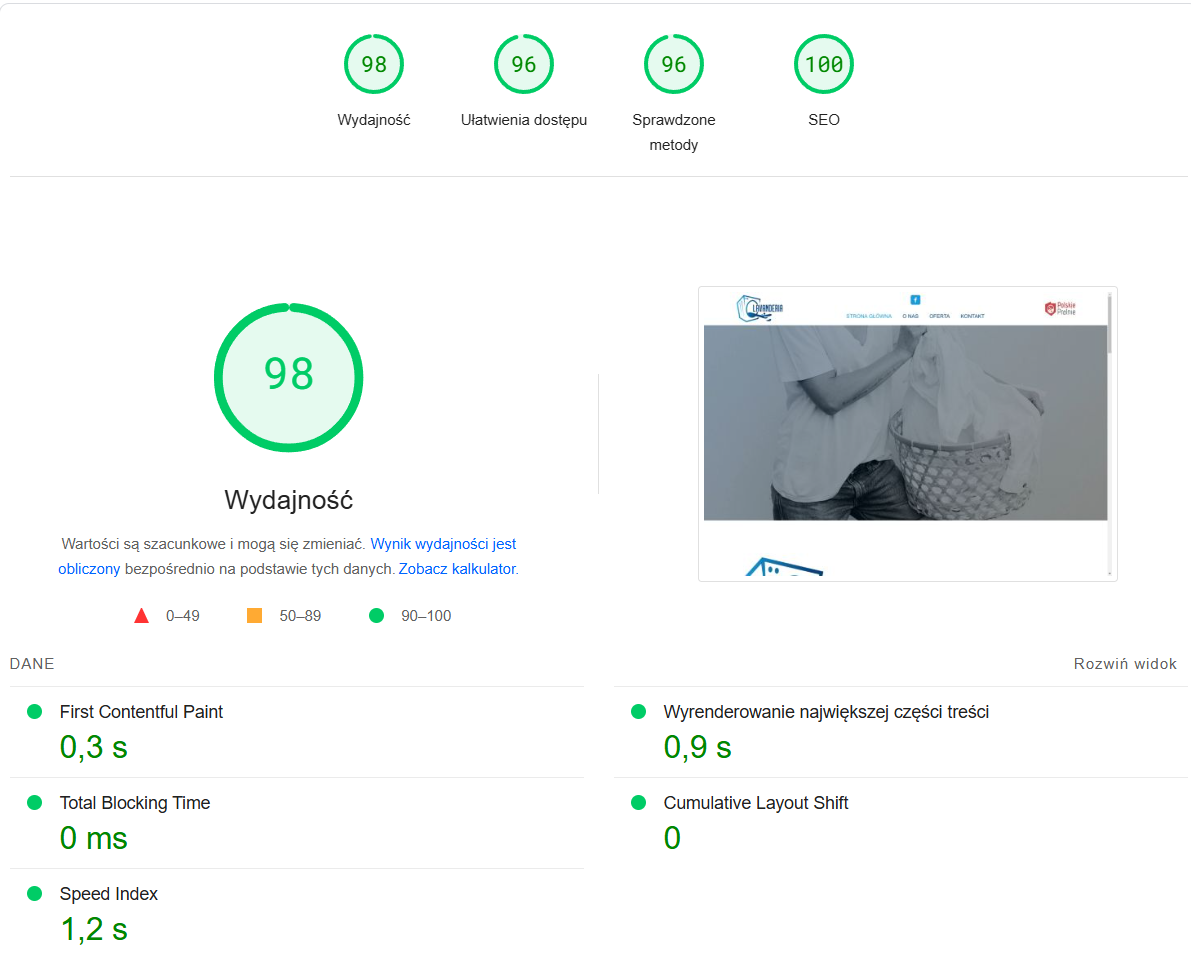 98
96
96
100
Wydajność
Ułatwienia dostępu
Sprawdzone
metody
SEO
98
Wydajność
Wartości są szacunkowe i mogą się zmieniać. Wynik wydajności jest
obliczony bezpośrednio na podstawie tych danych. Zobacz kalkulator.
0–49
50–89
90–100
LAVANDERIA
Polskie
Pralnie
STRONA GŁÓWNA
O NAS
OFERTA
KONTAKT
DANE
Rozwiń widok
First Contentful Paint
0,3 s
Wyrenderowanie największej części treści
0,9 s
Total Blocking Time
0 ms
Cumulative Layout Shift
0
Speed Index
1,2 s